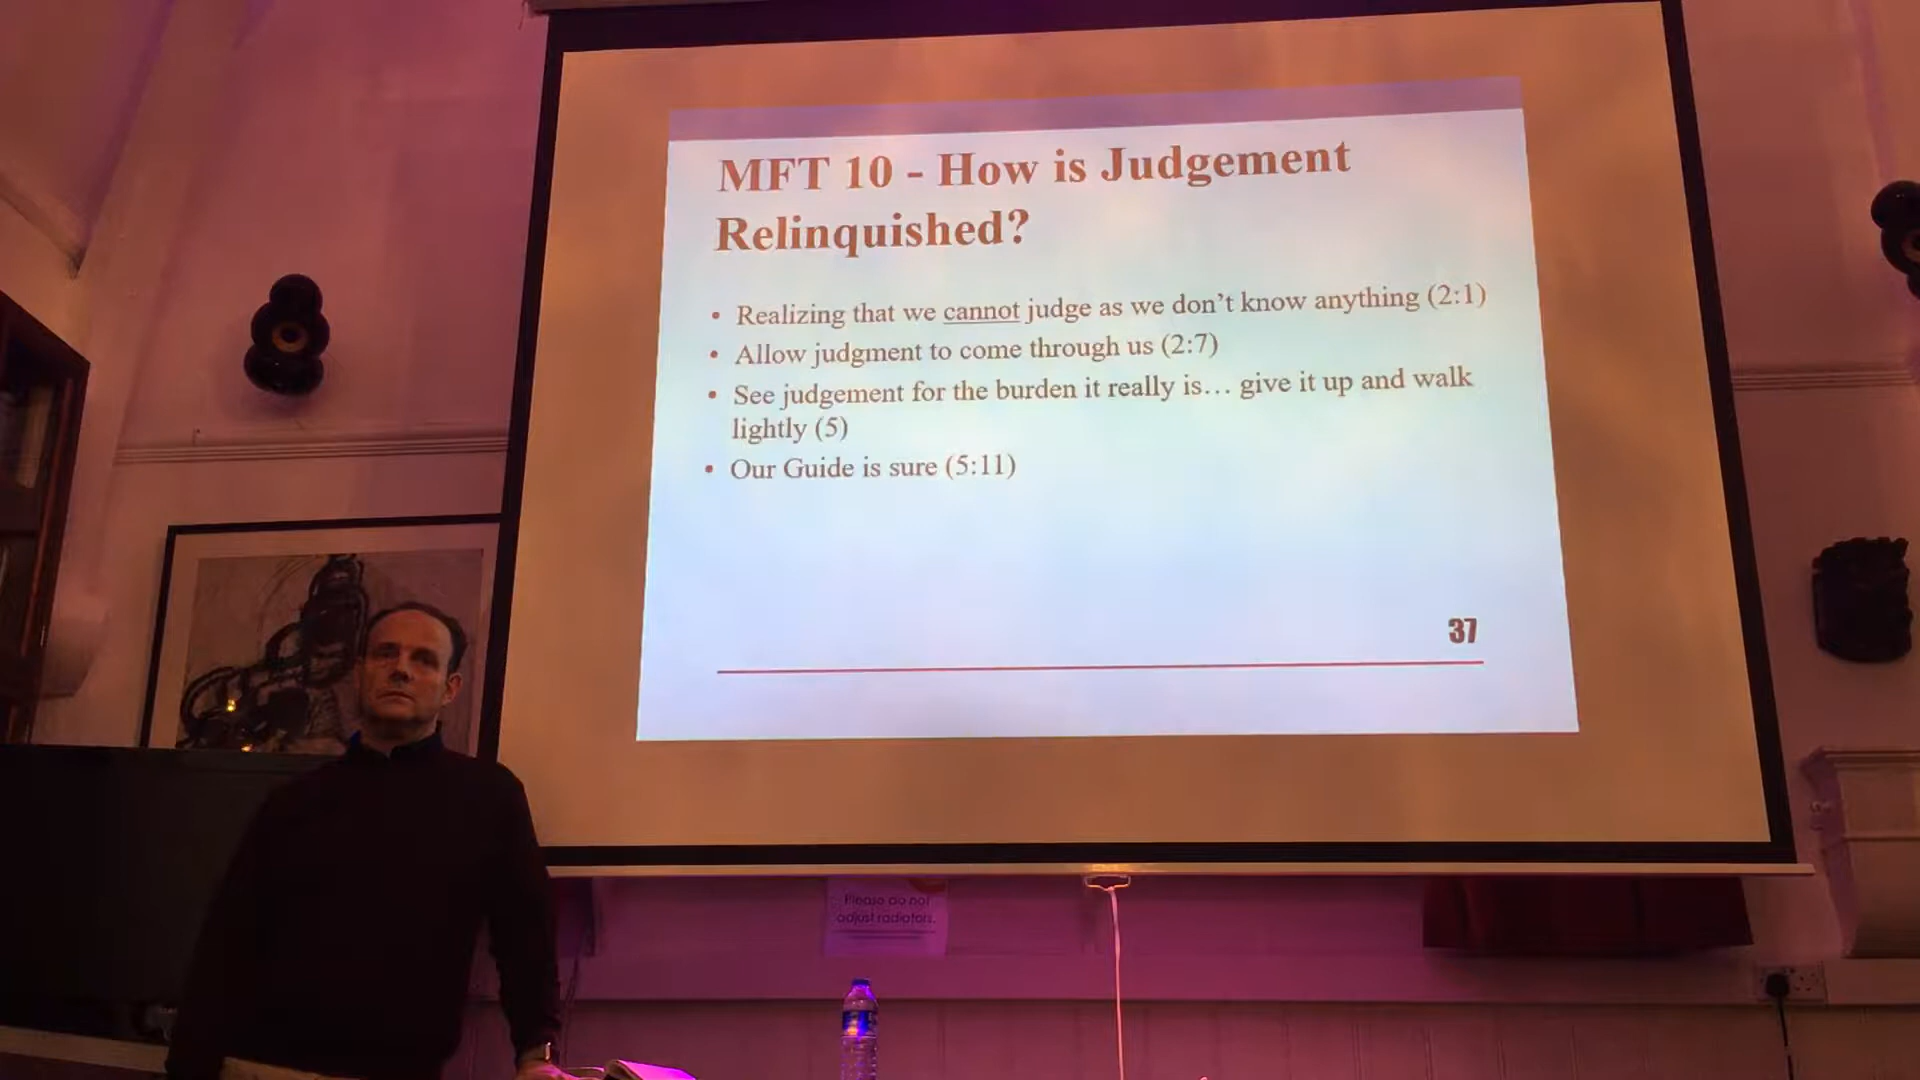 MFT 10 - How is Judgement
Relinquished?
• Realizing that we cannot judge as we don't know anything (2:1)
• Allow judgment to come through us (2:7)
• See judgement for the burden it really is… give it up and walk
lightly (5)
• Our Guide is sure (5:11)
37
Please do not
adjust radiators.